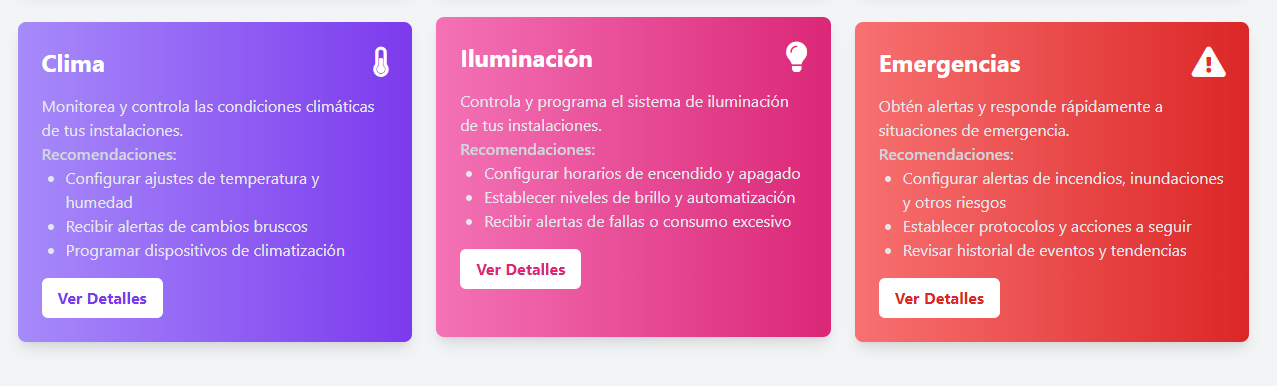 Clima
Monitorea y controla las condiciones climáticas
de tus instalaciones.
Recomendaciones:
• Configurar ajustes de temperatura y
humedad
• Recibir alertas de cambios bruscos
• Programar dispositivos de climatización
Ver Detalles
Iluminación
Controla y programa el sistema de iluminación
de tus instalaciones.
Recomendaciones:
• Configurar horarios de encendido y apagado
• Establecer niveles de brillo y automatización
• Recibir alertas de fallas o consumo excesivo
Ver Detalles
Emergencias
Obtén alertas y responde rápidamente a
situaciones de emergencia.
Recomendaciones:
• Configurar alertas de incendios, inundaciones
y otros riesgos
• Establecer protocolos y acciones a seguir
• Revisar historial de eventos y tendencias
Ver Detalles